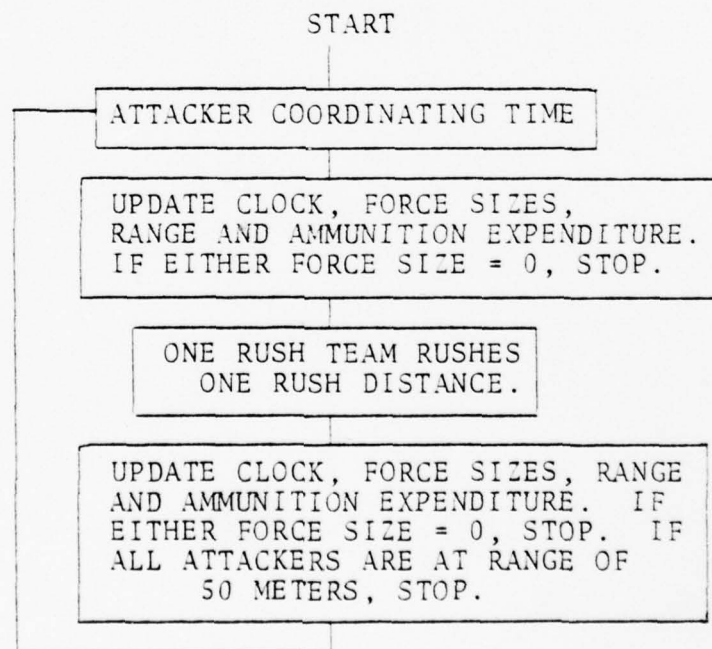 START
ATTACKER COORDINATING TIME
UPDATE CLOCK, FORCE SIZES,
RANGE AND AMMUNITION EXPENDITURE.
IF EITHER FORCE SIZE = 0, STOP.
ONE RUSH TEAM RUSHES
ONE RUSH DISTANCE.
UPDATE CLOCK, FORCE SIZES, RANGE
AND AMMUNITION EXPENDITURE. IF
EITHER FORCE SIZE = 0, STOP. IF
ALL ATTACKERS ARE AT RANGE OF
50 METERS, STOP.